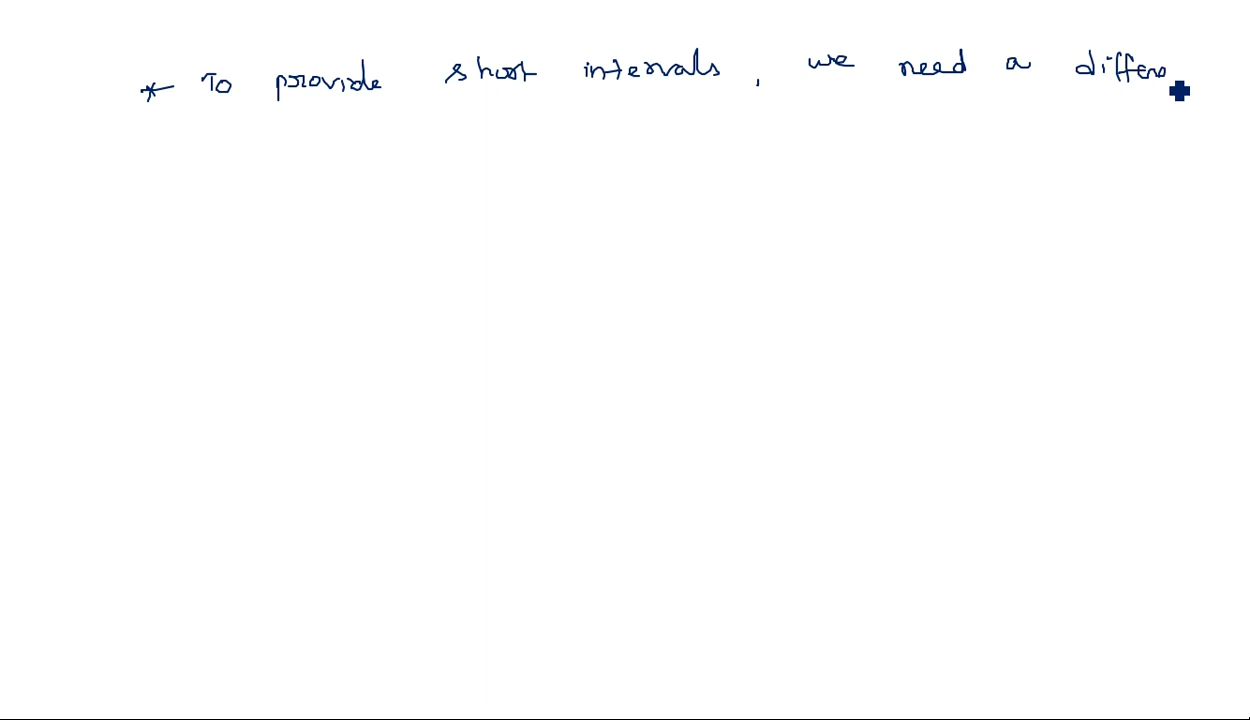 * To provide short intervals, we need a differe